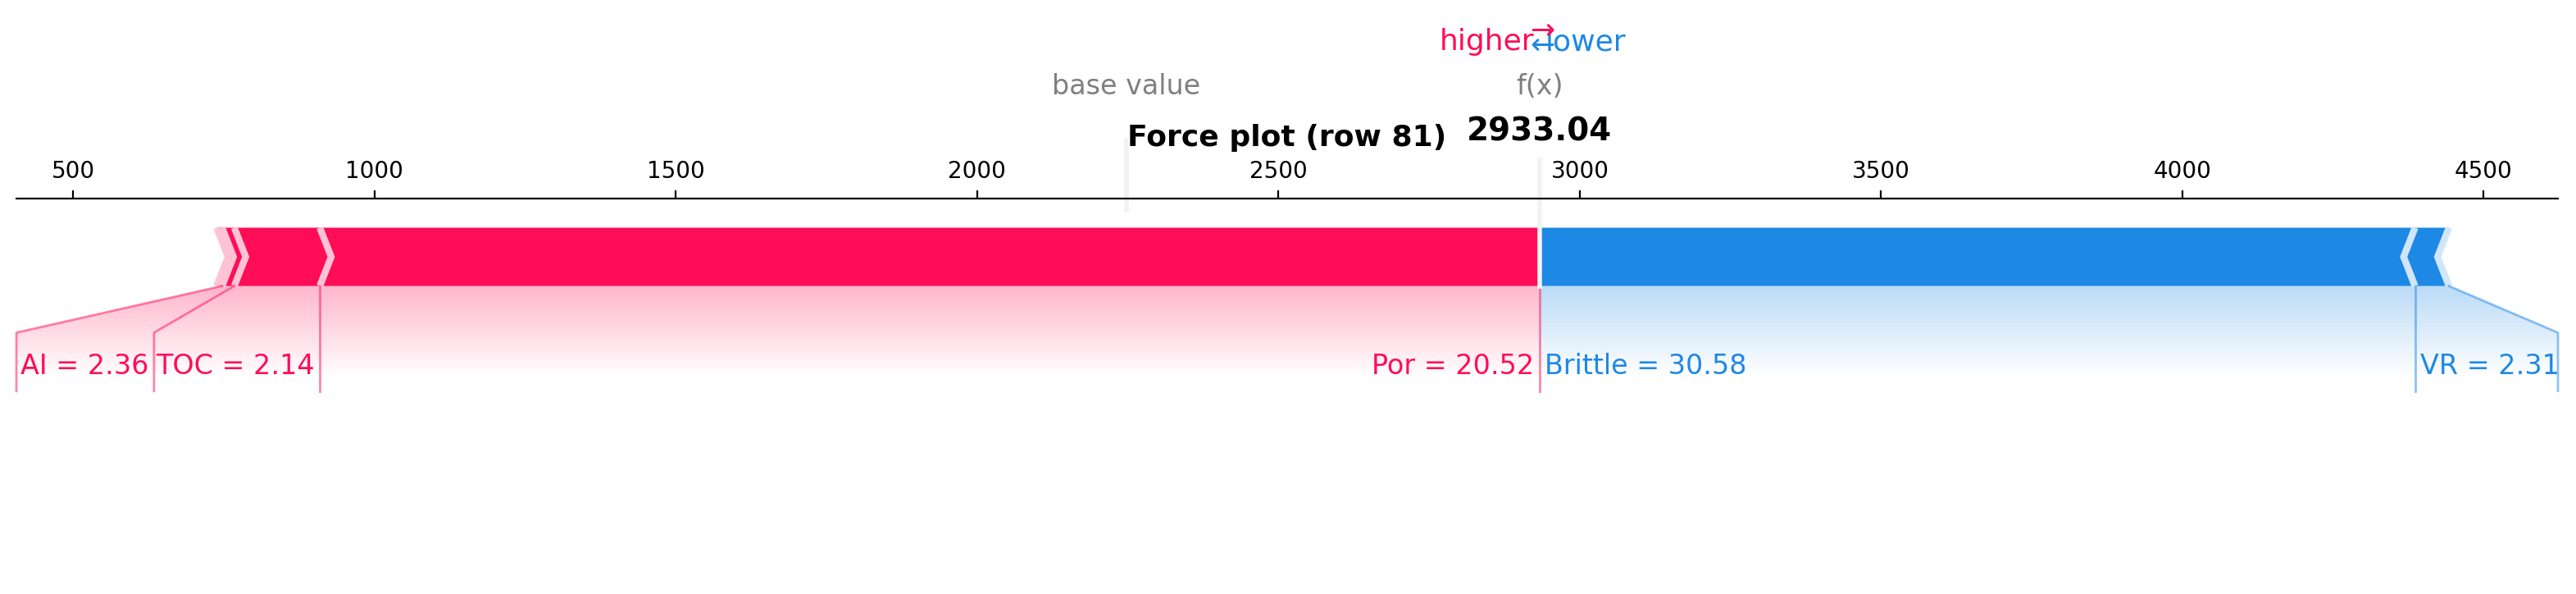 higher → ← lower
base value f(x)
Force plot (row 81) 2933.04
500 1000 1500 2000 2500 3000 3500 4000 4500
AI = 2.36 TOC = 2.14 Por = 20.52 Brittle = 30.58 VR = 2.31